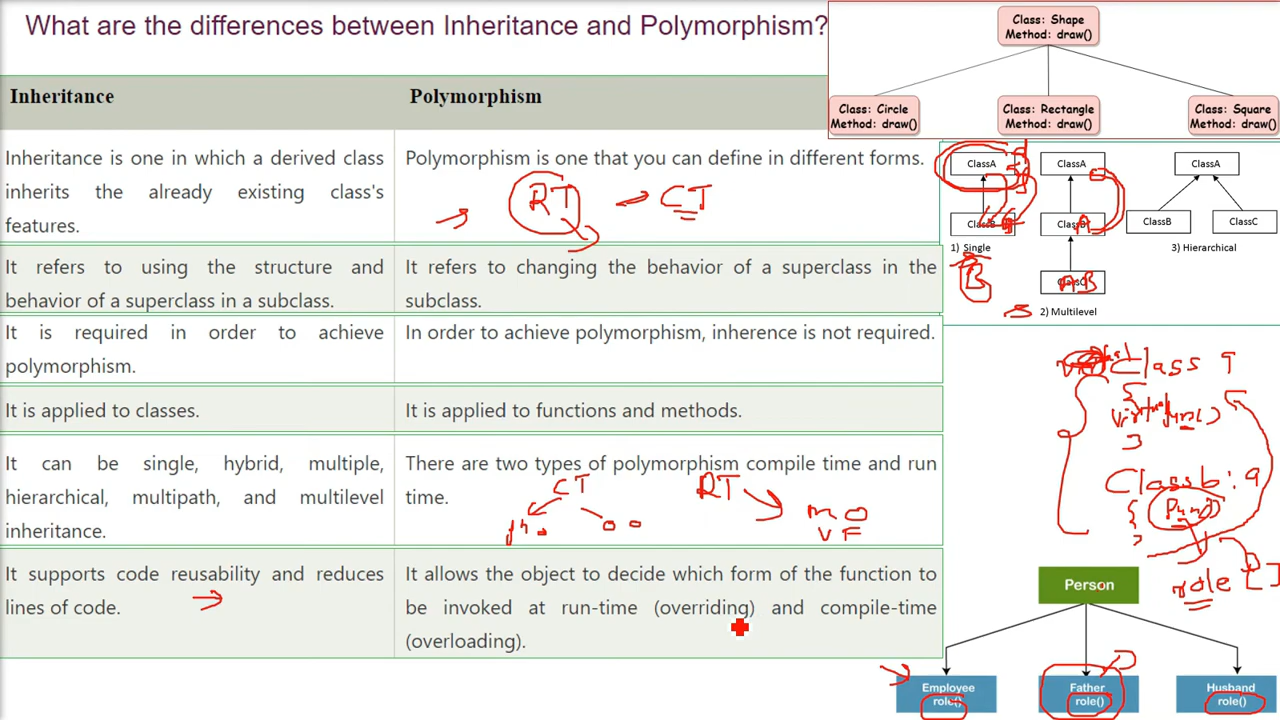 What are the differences between Inheritance and Polymorphism?
Inheritance
Polymorphism
Inheritance is one in which a derived class
inherits the already existing class's
features.
Polymorphism is one that you can define in different forms.
RT
CT
It refers to using the structure and
behavior of a superclass in a subclass.
It refers to changing the behavior of a superclass in the
subclass.
It is required in order to achieve
polymorphism.
In order to achieve polymorphism, inherence is not required.
It is applied to classes.
It is applied to functions and methods.
It can be single, hybrid, multiple,
hierarchical, multipath, and multilevel
inheritance.
There are two types of polymorphism compile time and run
time.
CT
RT
MO
VF
It supports code reusability and reduces
lines of code.
It allows the object to decide which form of the function to
be invoked at run-time (overriding) and compile-time
(overloading).
Class: Shape
Method: draw()
Class: Circle
Method: draw()
Class: Rectangle
Method: draw()
Class: Square
Method: draw()
ClassA
ClassB
1) Single
B
ClassA
ClassB
A
ClassC
AB
2) Multilevel
ClassA
ClassB
ClassC
3) Hierarchical
Class
{
virtual
}
Class b :
{
}
role
Person
Employee
role()
Father
role()
Husband
role()